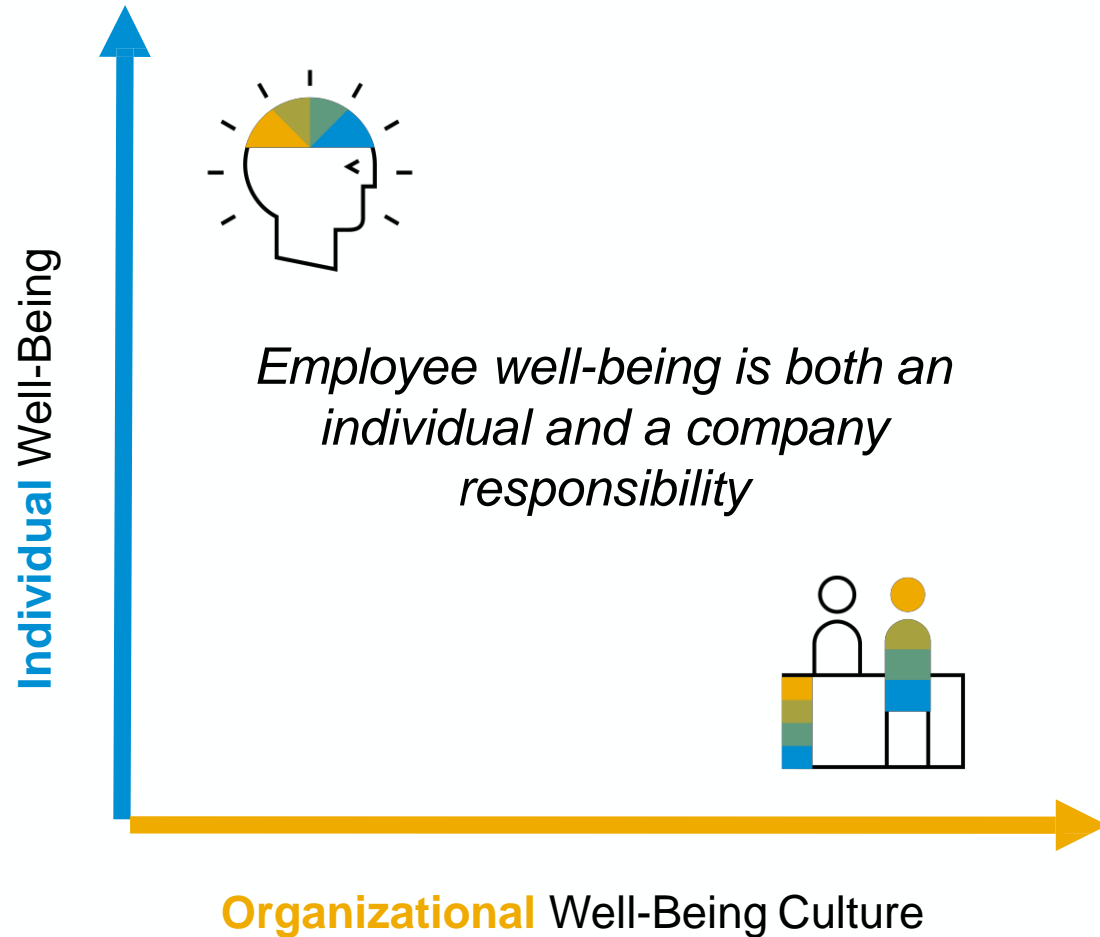 Individual Well-Being
Employee well-being is both an
individual and a company
responsibility
Organizational Well-Being Culture